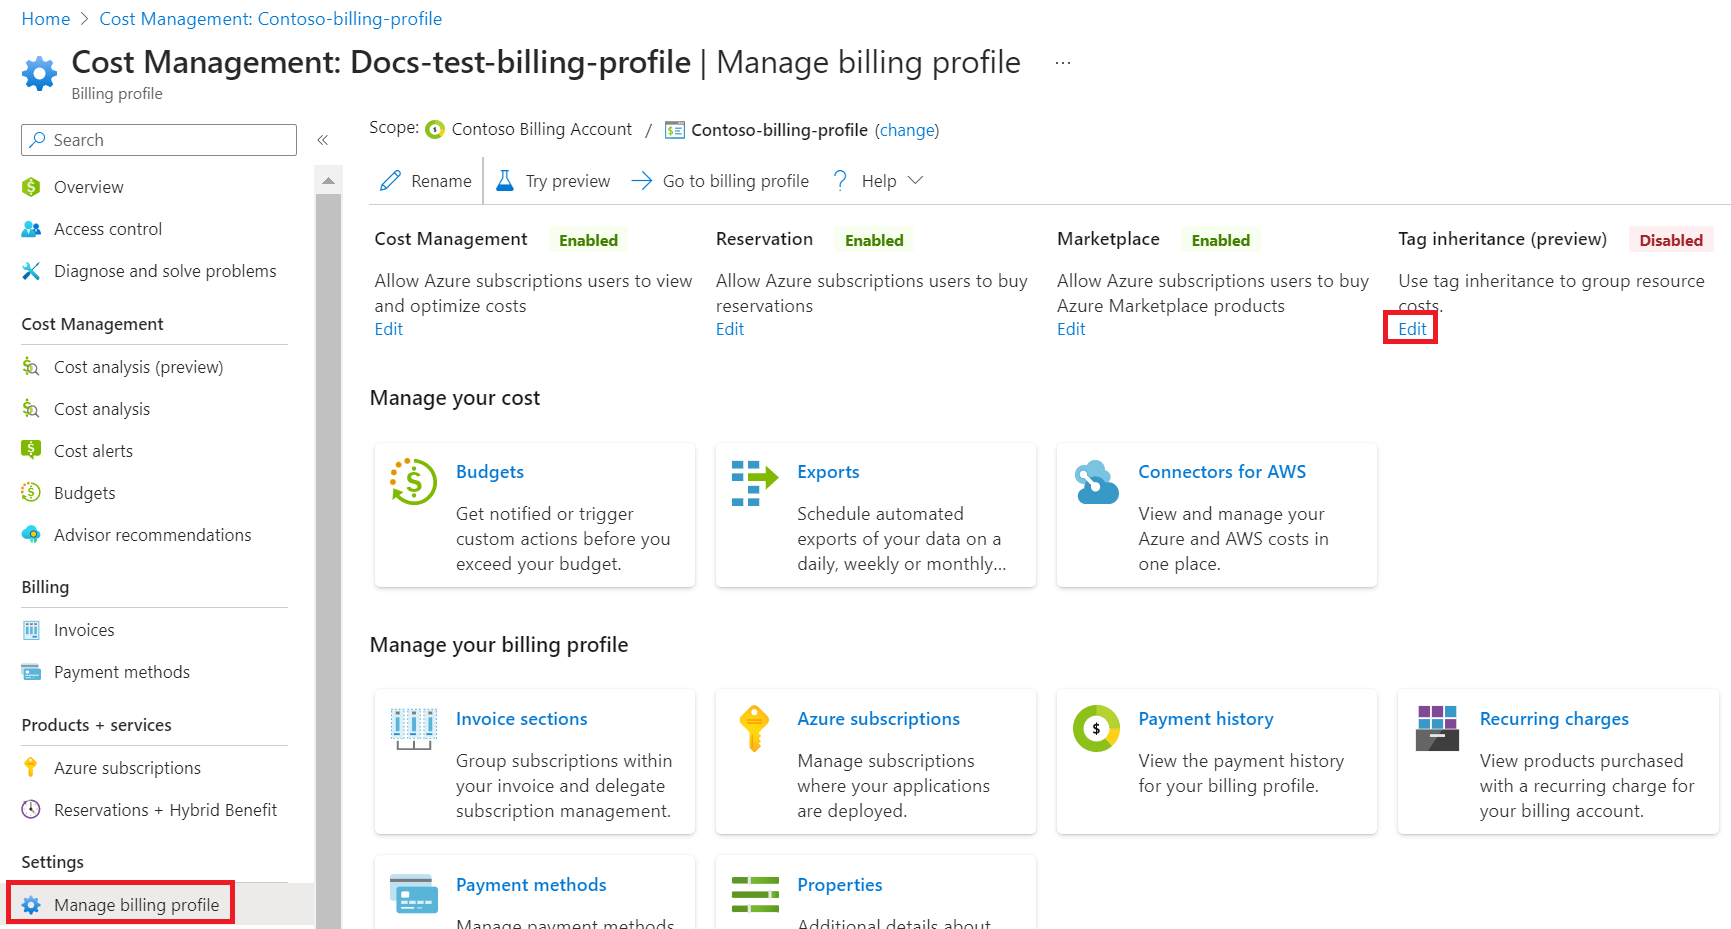 Home > Cost Management: Contoso-billing-profile
Cost Management: Docs-test-billing-profile | Manage billing profile ...
Billing profile
Search «
Overview
Access control
Diagnose and solve problems
Cost Management
Cost analysis (preview)
Cost analysis
Cost alerts
Budgets
Advisor recommendations
Billing
Invoices
Payment methods
Products + services
Azure subscriptions
Reservations + Hybrid Benefit
Settings
Manage billing profile
Scope: Contoso Billing Account / Contoso-billing-profile (change)
Rename Try preview Go to billing profile ? Help
Cost Management Enabled
Allow Azure subscriptions users to view
and optimize costs
Edit
Reservation Enabled
Allow Azure subscriptions users to buy
reservations
Edit
Marketplace Enabled
Allow Azure subscriptions users to buy
Azure Marketplace products
Edit
Tag inheritance (preview) Disabled
Use tag inheritance to group resource
costs.
Edit
Manage your cost
Budgets
Get notified or trigger
custom actions before you
exceed your budget.
Exports
Schedule automated
exports of your data on a
daily, weekly or monthly...
Connectors for AWS
View and manage your
Azure and AWS costs in
one place.
Manage your billing profile
Invoice sections
Group subscriptions within
your invoice and delegate
subscription management.
Azure subscriptions
Manage subscriptions
where your applications
are deployed.
Payment history
View the payment history
for your billing profile.
Recurring charges
View products purchased
with a recurring charge for
your billing account.
Payment methods
Manage payment methods
Properties
Additional details about